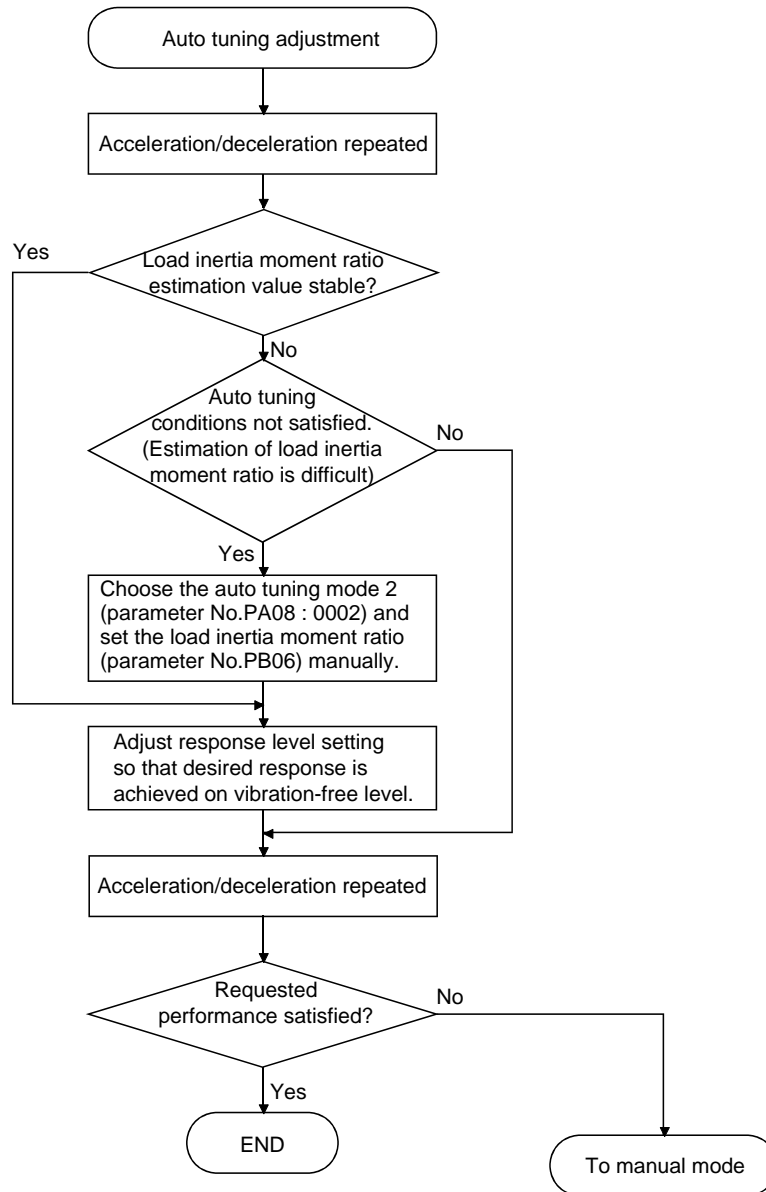 Auto tuning adjustment
Acceleration/deceleration repeated
Yes
Load inertia moment ratio
estimation value stable?
No
Auto tuning
conditions not satisfied.
(Estimation of load inertia
moment ratio is difficult)
No
Yes
Choose the auto tuning mode 2
(parameter No.PA08 : 0002) and
set the load inertia moment ratio
(parameter No.PB06) manually.
Adjust response level setting
so that desired response is
achieved on vibration-free level.
Acceleration/deceleration repeated
Requested
performance satisfied?
No
Yes
END
To manual mode